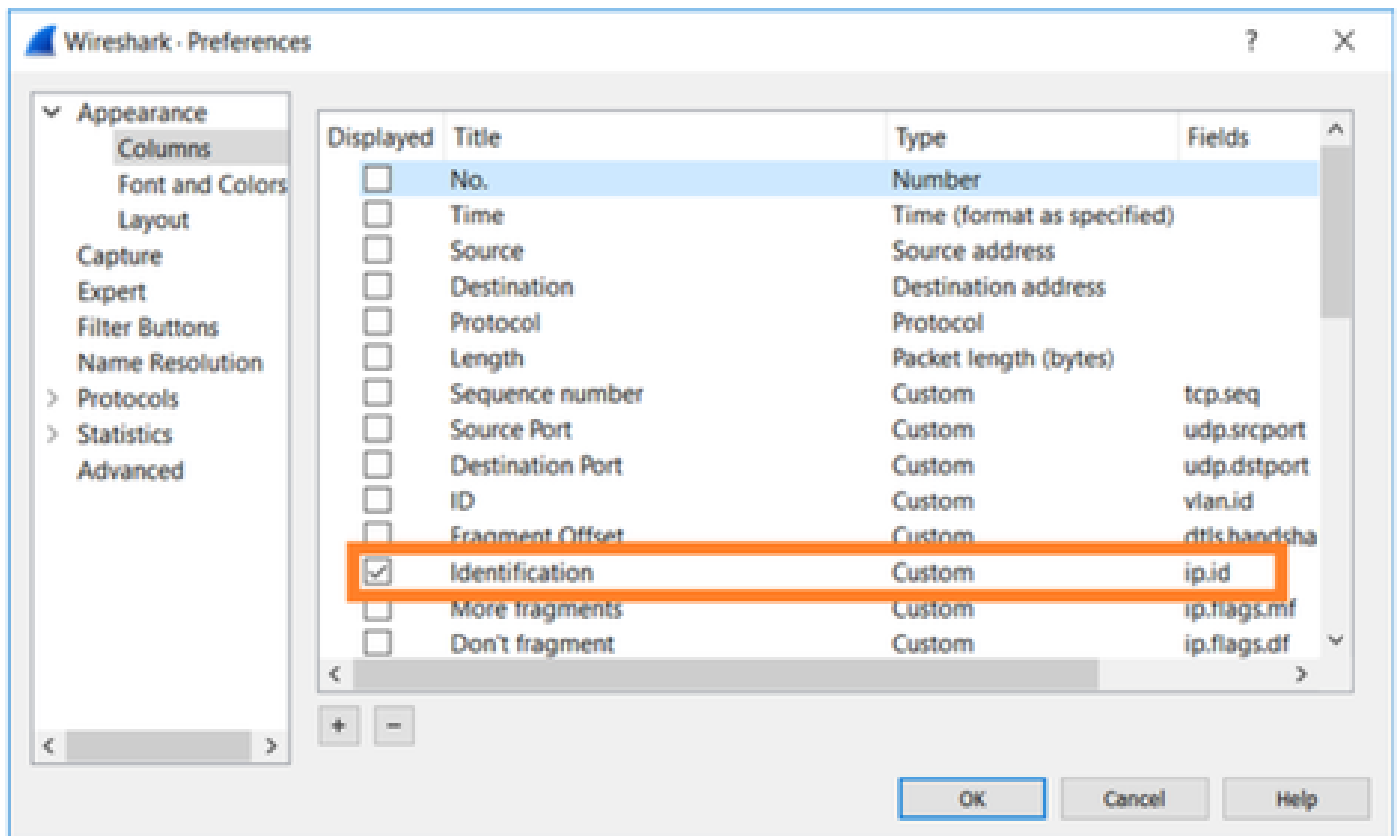 Wireshark · Preferences
?
Appearance
Columns
Font and Colors
Layout
Capture
Expert
Filter Buttons
Name Resolution
Protocols
Statistics
Advanced
Displayed Title Type Fields
No. Number
Time Time (format as specified)
Source Source address
Destination Destination address
Protocol Protocol
Length Packet length (bytes)
Sequence number Custom tcp.seq
Source Port Custom udp.srcport
Destination Port Custom udp.dstport
ID Custom vlan.id
Fragment Offset Custom dtls.handsha
Identification Custom ip.id
More fragments Custom ip.flags.mf
Don't fragment Custom ip.flags.df
+ -
OK Cancel Help